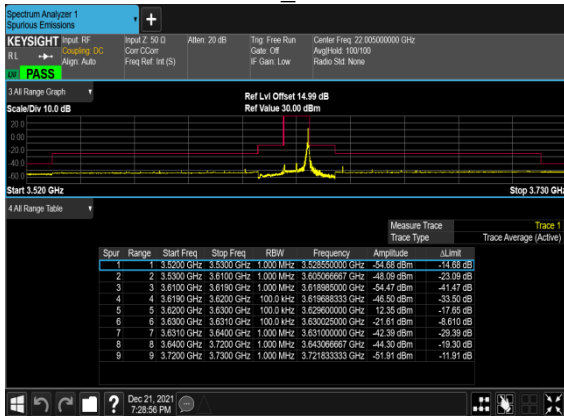 Spectrum Analyzer 1
Spurious Emissions
KEYSIGHT Input: RF Input Z: 50 Ω Atten: 20 dB Trig: Free Run Center Freq: 22.005000000 GHz
R L Coupling: DC Corr CCorr Gate: Off Avg|Hold: 100/100
Align: Auto Freq Ref: Int (S) IF Gain: Low Radio Std: None
PASS
3 All Range Graph
Ref Lvl Offset 14.99 dB
Scale/Div 10.0 dB Ref Value 30.00 dBm
20.0
0.00
-20.0
-40.0
-60.0
Start 3.520 GHz Stop 3.730 GHz
4 All Range Table
Measure Trace Trace 1
Trace Type Trace Average (Active)
Spur Range Start Freq Stop Freq RBW Frequency Amplitude ΔLimit
1 1 3.5200 GHz 3.5300 GHz 1.000 MHz 3.528550000 GHz -54.68 dBm -14.68 dB
2 2 3.5300 GHz 3.6100 GHz 1.000 MHz 3.605066667 GHz -48.09 dBm -23.09 dB
3 3 3.6100 GHz 3.6190 GHz 1.000 MHz 3.618985000 GHz -54.47 dBm -41.47 dB
4 4 3.6190 GHz 3.6200 GHz 100.0 kHz 3.619688333 GHz -46.50 dBm -33.50 dB
5 5 3.6200 GHz 3.6300 GHz 100.0 kHz 3.629600000 GHz 12.35 dBm -17.65 dB
6 6 3.6300 GHz 3.6310 GHz 100.0 kHz 3.630025000 GHz -21.61 dBm -8.610 dB
7 7 3.6310 GHz 3.6400 GHz 1.000 MHz 3.631000000 GHz -42.39 dBm -29.39 dB
8 8 3.6400 GHz 3.7200 GHz 1.000 MHz 3.643066667 GHz -44.30 dBm -19.30 dB
9 9 3.7200 GHz 3.7300 GHz 1.000 MHz 3.721833333 GHz -51.91 dBm -11.91 dB
Dec 21, 2021
7:28:56 PM